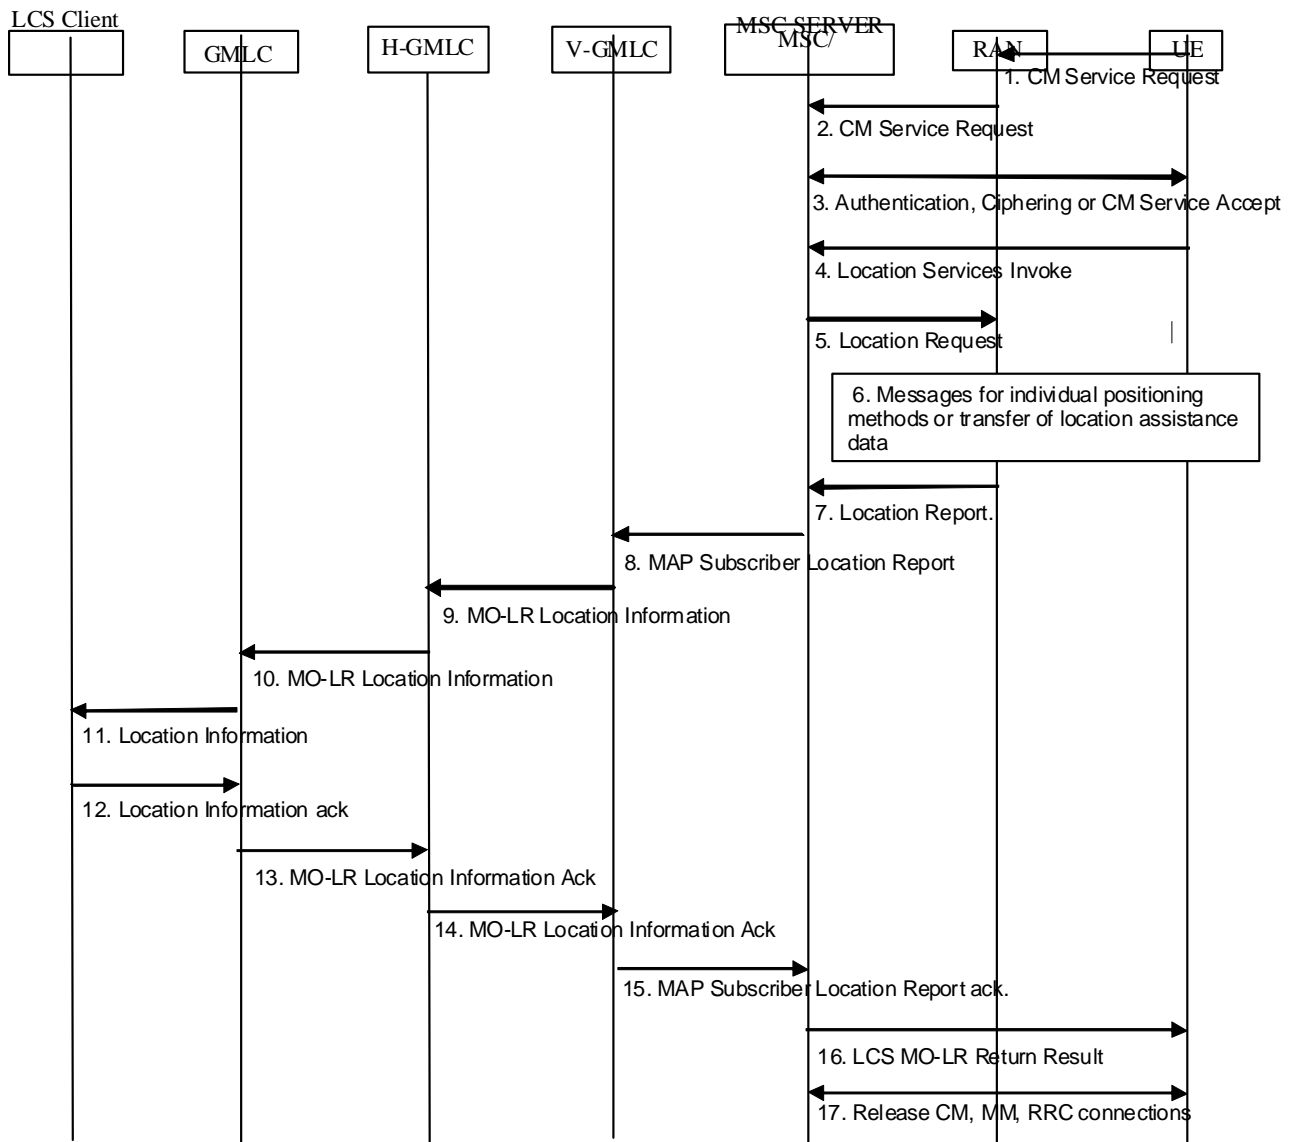 LCS Client
GMLC
H-GMLC
V-GMLC
MSC SERVER
MSC/
RAN
UE
1. CM Service Request
2. CM Service Request
3. Authentication, Ciphering or CM Service Accept
4. Location Services Invoke
5. Location Request
6. Messages for individual positioning
methods or transfer of location assistance
data
7. Location Report.
8. MAP Subscriber Location Report
9. MO-LR Location Information
10. MO-LR Location Information
11. Location Information
12. Location Information ack
13. MO-LR Location Information Ack
14. MO-LR Location Information Ack
15. MAP Subscriber Location Report ack.
16. LCS MO-LR Return Result
17. Release CM, MM, RRC connections